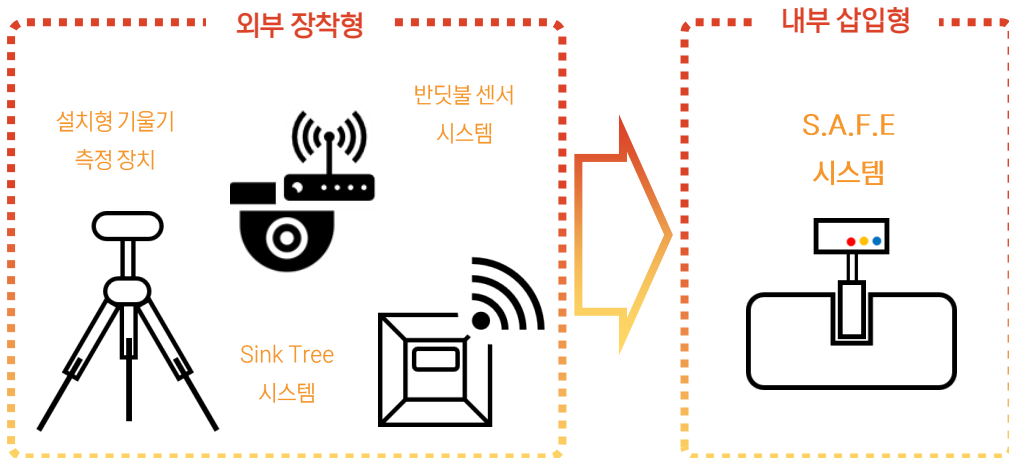 외부 장착형
설치형 기울기
측정 장치
반딧불 센서
시스템
Sink Tree
시스템
내부 삽입형
S.A.F.E
시스템